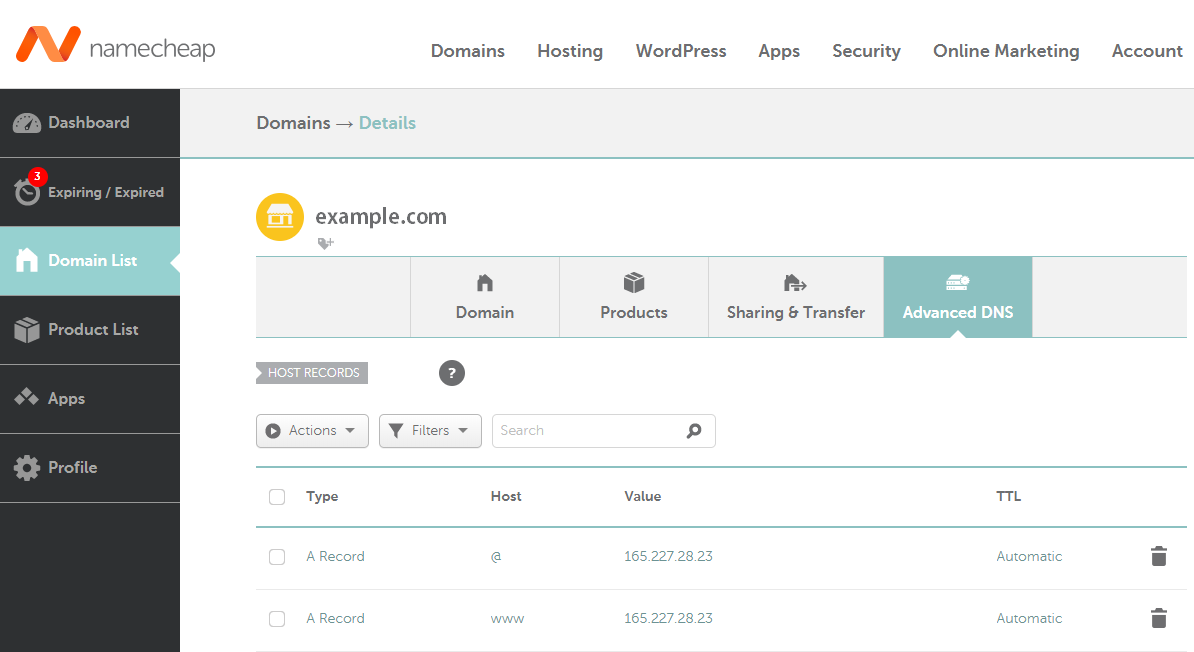 namecheap
Domains Hosting WordPress Apps Security Online Marketing Account
Dashboard
Domains → Details
3
Expiring / Expired
example.com
Domain List
Domain Products Sharing & Transfer Advanced DNS
Product List
HOST RECORDS ?
Apps
Actions Filters Search
Profile
Type Host Value TTL
A Record @ 165.227.28.23 Automatic
A Record www 165.227.28.23 Automatic